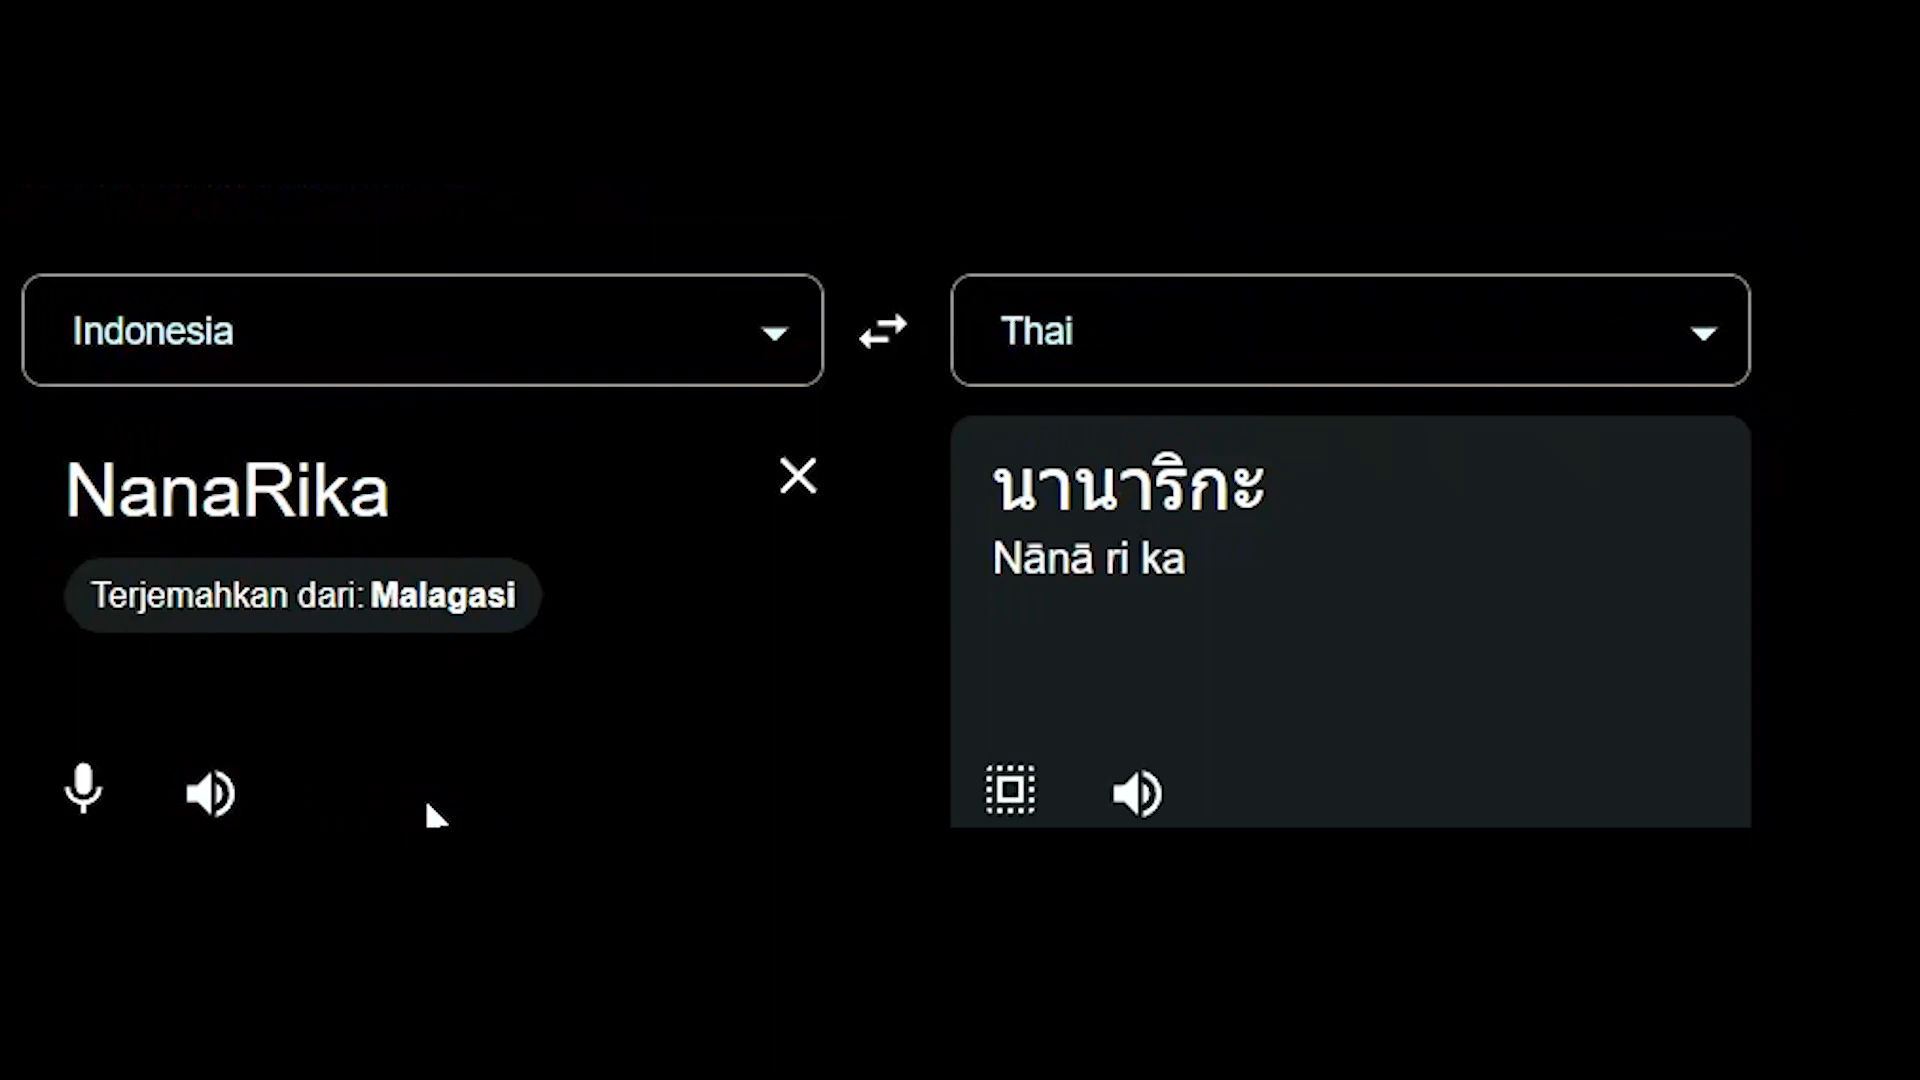 Indonesia
Thai
NanaRika
Terjemahkan dari: Malagasi
นานาริกะ
Nānā ri ka